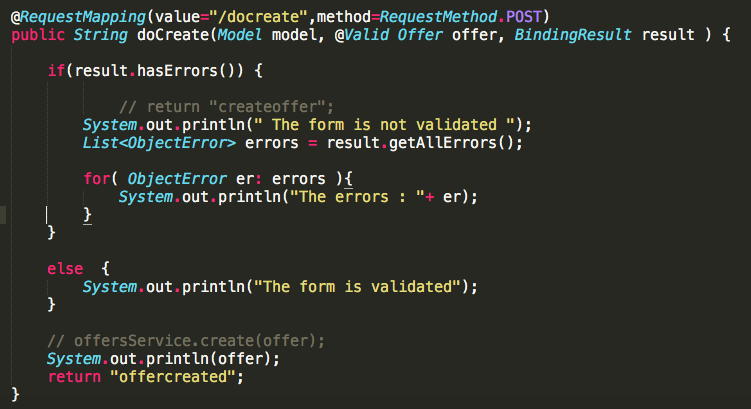 @RequestMapping(value="/docreate",method=RequestMethod.POST)
public String doCreate(Model model, @Valid Offer offer, BindingResult result ) {
if(result.hasErrors()) {
// return "createoffer";
System.out.println(" The form is not validated ");
List<ObjectError> errors = result.getAllErrors();
for( ObjectError er: errors ){
System.out.println("The errors : "+ er);
}
}
else  {
System.out.println("The form is validated");
}
// offersService.create(offer);
System.out.println(offer);
return "offercreated";
}